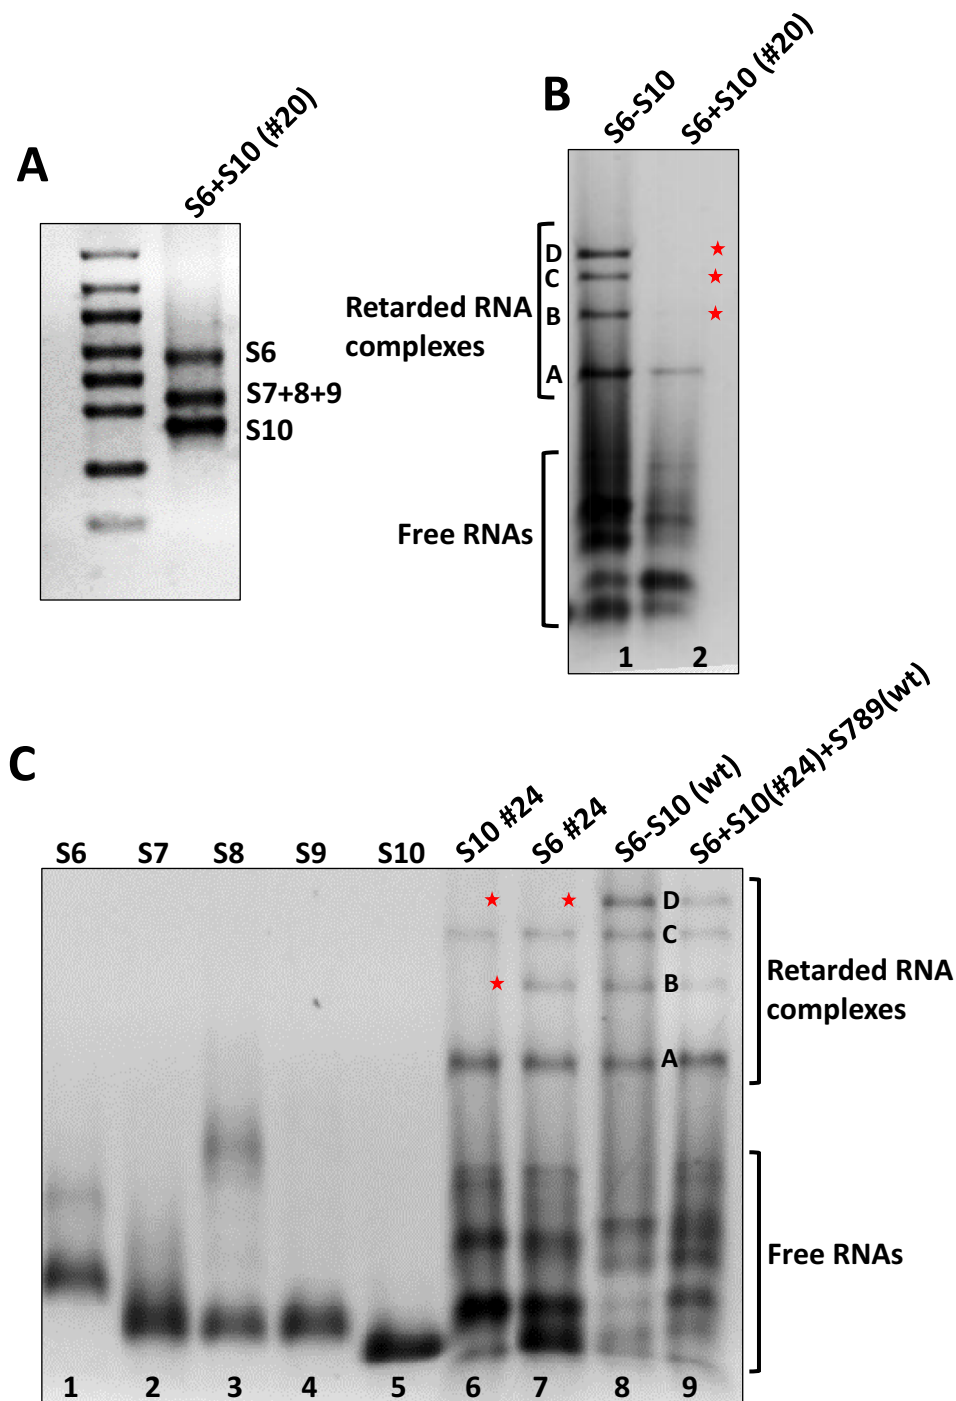 A
S6+S10 (#20)
S6
S7+8+9
S10
B
S6-S10
S6+S10 (#20)
D
C
B
A
Retarded RNA
complexes
Free RNAs
1
2
C
S6
S7
S8
S9
S10
S10 #24
S6 #24
S6-S10 (wt)
S6+S10(#24)+S789(wt)
D
C
B
A
Retarded RNA
complexes
Free RNAs
1
2
3
4
5
6
7
8
9